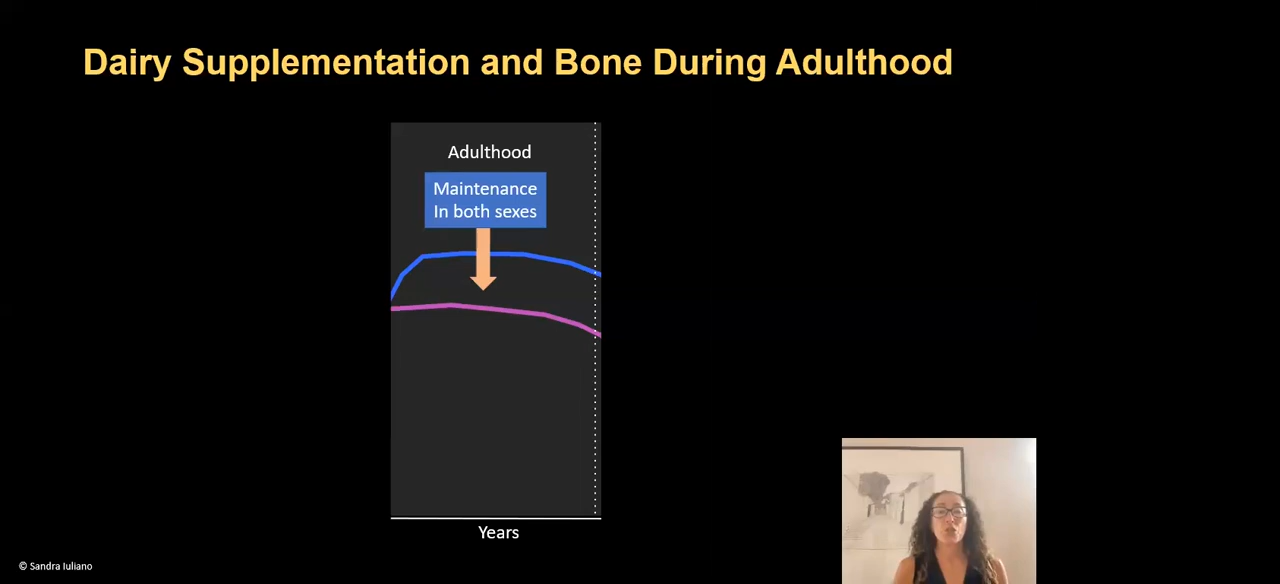 Dairy Supplementation and Bone During Adulthood
Adulthood
Maintenance
In both sexes
Years
© Sandra Iuliano